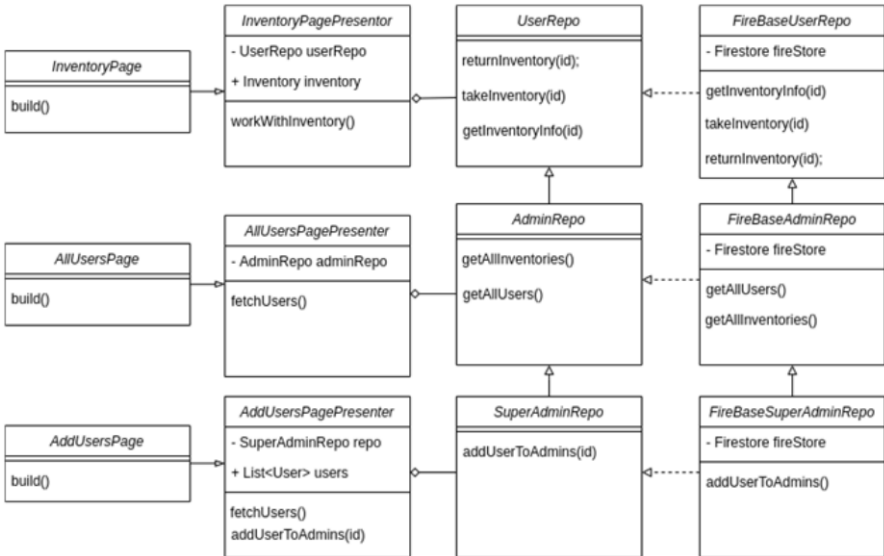 InventoryPage
build()
InventoryPagePresentor
- UserRepo userRepo
+ Inventory inventory
workWithInventory()
UserRepo
returnInventory(id);
takeInventory(id)
getInventoryInfo(id)
FireBaseUserRepo
- Firestore fireStore
getInventoryInfo(id)
takeInventory(id)
returnInventory(id);
AllUsersPage
build()
AllUsersPagePresenter
- AdminRepo adminRepo
fetchUsers()
AdminRepo
getAllInventories()
getAllUsers()
FireBaseAdminRepo
- Firestore fireStore
getAllUsers()
getAllInventories()
AddUsersPage
build()
AddUsersPagePresenter
- SuperAdminRepo repo
+ List<User> users
fetchUsers()
addUserToAdmins(id)
SuperAdminRepo
addUserToAdmins(id)
FireBaseSuperAdminRepo
- Firestore fireStore
addUserToAdmins()